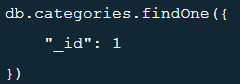 db.categories.findOne({
    "_id": 1
})